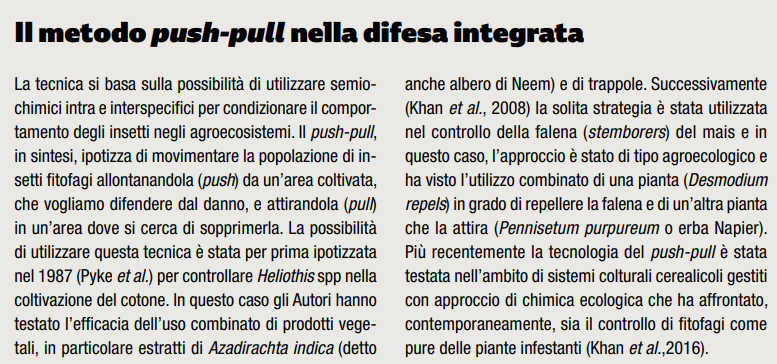 Il metodo push-pull nella difesa integrata
La tecnica si basa sulla possibilità di utilizzare semio-
chimici intra e interspecifici per condizionare il compor-
tamento degli insetti negli agroecosistemi. Il push-pull,
in sintesi, ipotizza di movimentare la popolazione di in-
setti fitofagi allontanandola (push) da un'area coltivata,
che vogliamo difendere dal danno, e attirandola (pull)
in un'area dove si cerca di sopprimerla. La possibilità
di utilizzare questa tecnica è stata per prima ipotizzata
nel 1987 (Pyke et al.) per controllare Heliothis spp nella
coltivazione del cotone. In questo caso gli Autori hanno
testato l'efficacia dell'uso combinato di prodotti vege-
tali, in particolare estratti di Azadirachta indica (detto
anche albero di Neem) e di trappole. Successivamente
(Khan et al., 2008) la solita strategia è stata utilizzata
nel controllo della falena (stemborers) del mais e in
questo caso, l'approccio è stato di tipo agroecologico e
ha visto l'utilizzo combinato di una pianta (Desmodium
repels) in grado di repellere la falena e di un'altra pianta
che la attira (Pennisetum purpureum o erba Napier).
Più recentemente la tecnologia del push-pull è stata
testata nell'ambito di sistemi colturali cerealicoli gestiti
con approccio di chimica ecologica che ha affrontato,
contemporaneamente, sia il controllo di fitofagi come
pure delle piante infestanti (Khan et al.,2016).